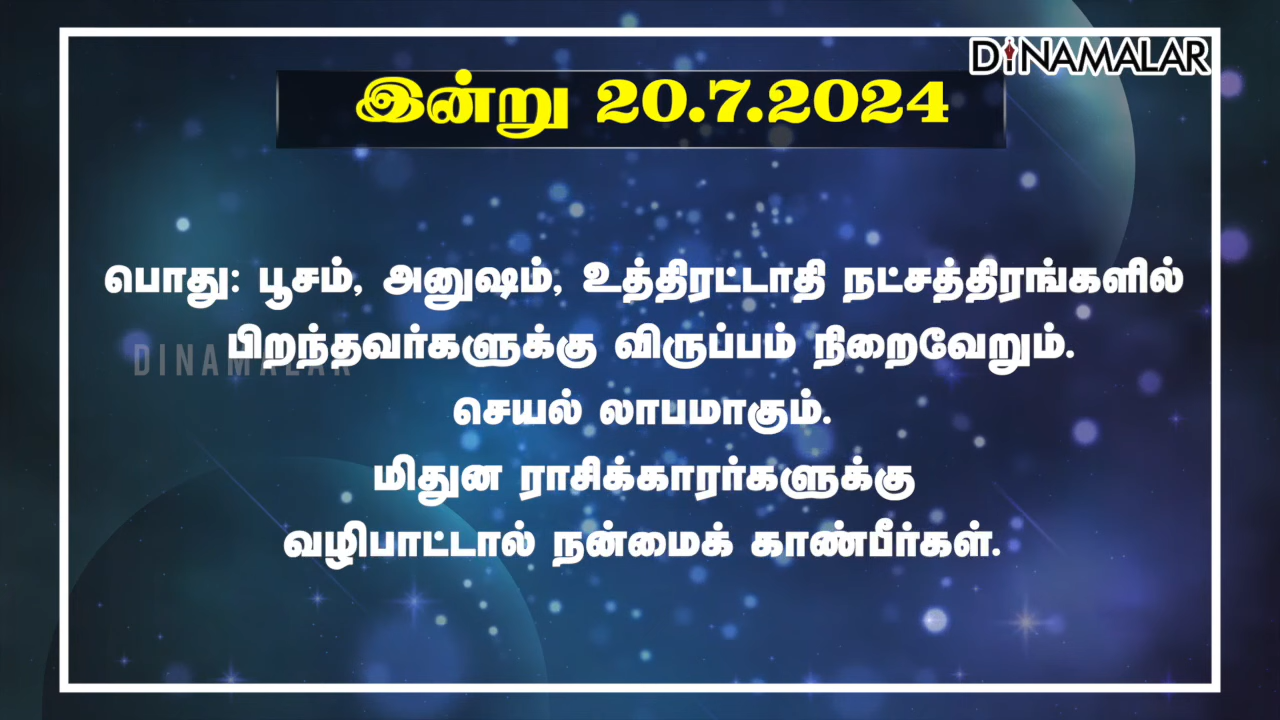 DINAMALAR
இன்று 20.7.2024
பொது: பூசம், அனுஷம், உத்திரட்டாதி நட்சத்திரங்களில்
பிறந்தவர்களுக்கு விருப்பம் நிறைவேறும்.
DINAMALAR
செயல் லாபமாகும்.
மிதுன ராசிக்காரர்களுக்கு
வழிபாட்டால் நன்மைக் காண்பீர்கள்.